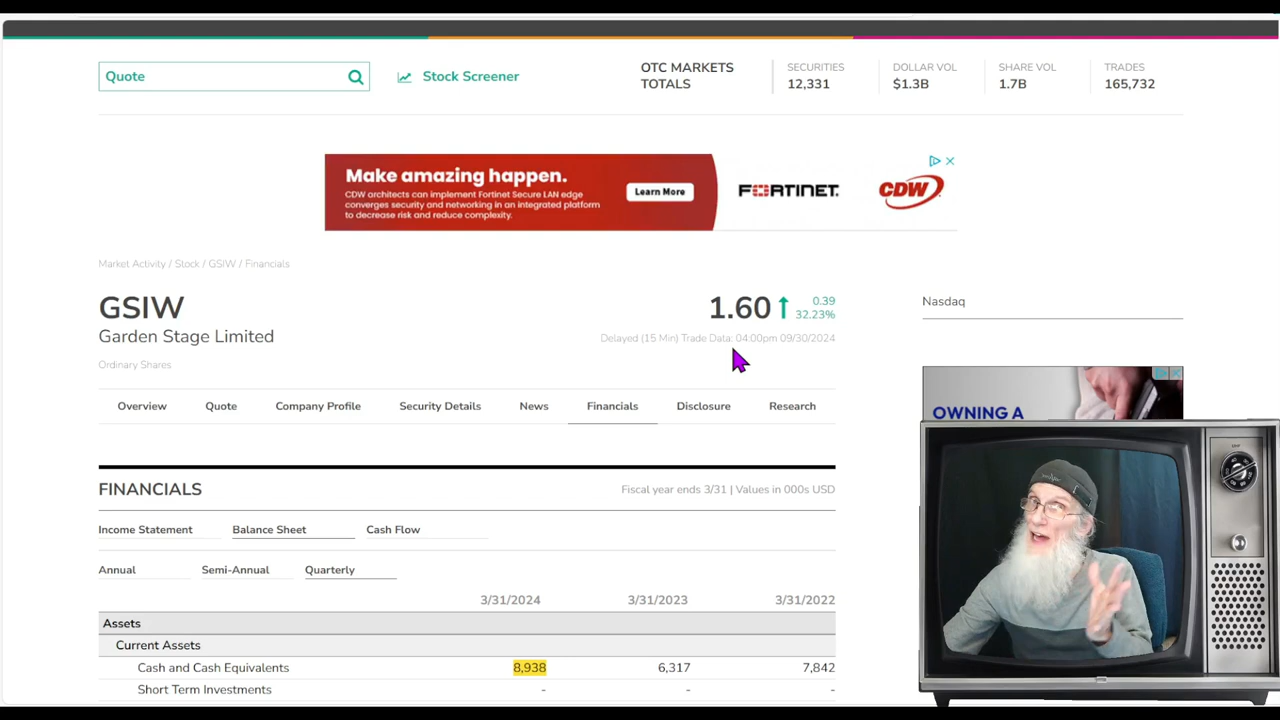 Quote
Stock Screener
OTC MARKETS
TOTALS
SECURITIES
12,331
DOLLAR VOL
$1.3B
SHARE VOL
1.7B
TRADES
165,732
Make amazing happen.
CDW architects can implement Fortinet Secure LAN edge
converges security and networking in an integrated platform
to decrease risk and reduce complexity.
Learn More
FORTINET.
CDW
Market Activity / Stock / GSIW / Financials
GSIW
Garden Stage Limited
Ordinary Shares
1.60
0.39
32.23%
Delayed (15 Min) Trade Data: 04:00pm 09/30/2024
Nasdaq
OWNING A
Overview Quote Company Profile Security Details News Financials Disclosure Research
FINANCIALS
Fiscal year ends 3/31 | Values in 000s USD
Income Statement Balance Sheet Cash Flow
Annual Semi-Annual Quarterly
3/31/2024 3/31/2023 3/31/2022
Assets
Current Assets
Cash and Cash Equivalents 8,938 6,317 7,842
Short Term Investments - - -